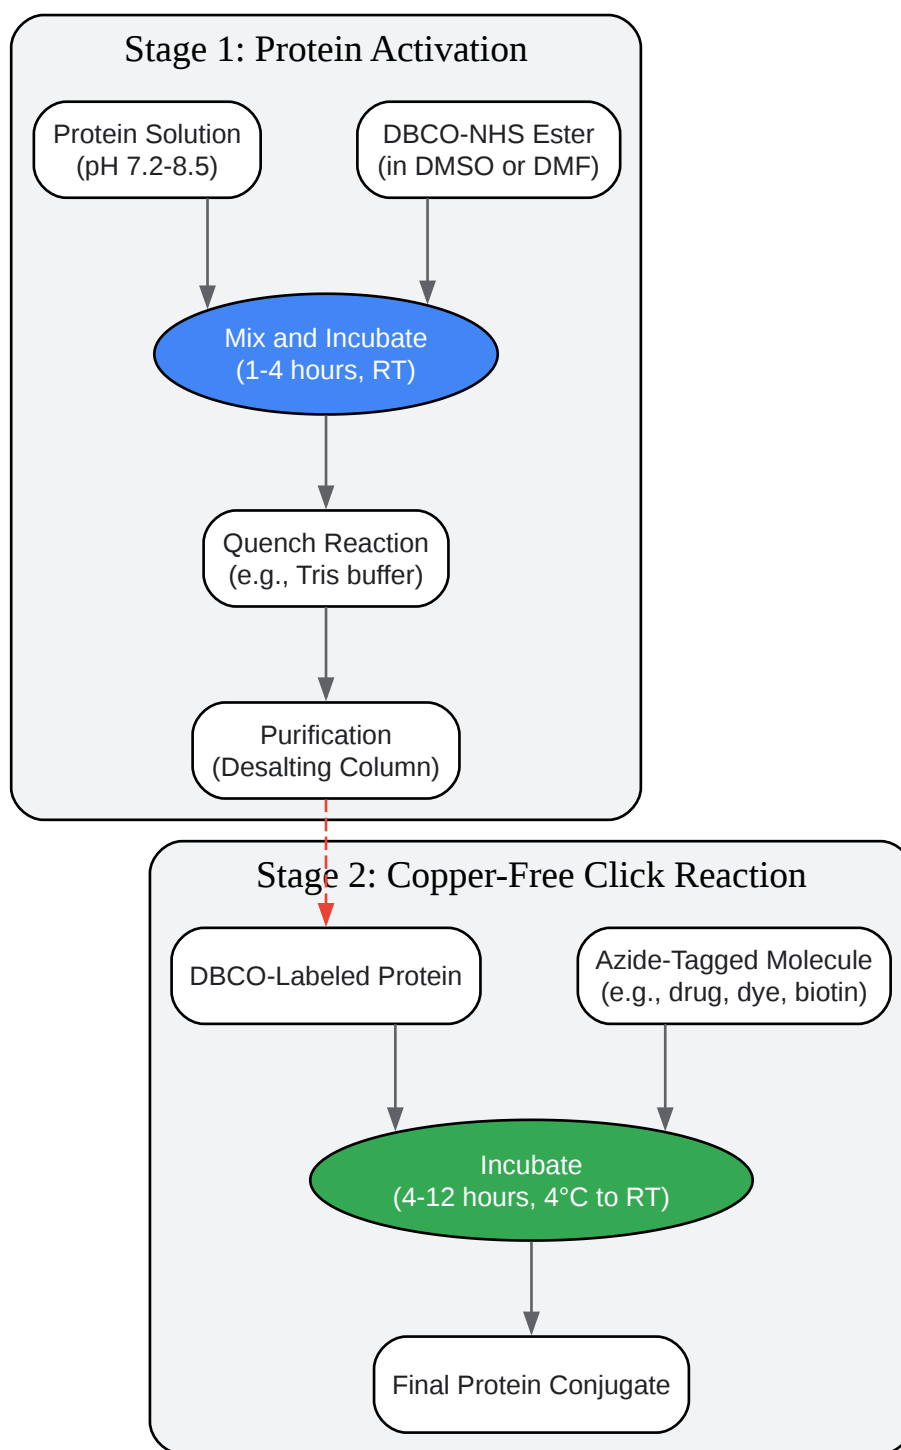 Stage 1: Protein Activation
Protein Solution
(pH 7.2-8.5)
DBCO-NHS Ester
(in DMSO or DMF)
Mix and Incubate
(1-4 hours, RT)
Quench Reaction
(e.g., Tris buffer)
Purification
(Desalting Column)
Stage 2: Copper-Free Click Reaction
DBCO-Labeled Protein
Azide-Tagged Molecule
(e.g., drug, dye, biotin)
Incubate
(4-12 hours, 4°C to RT)
Final Protein Conjugate